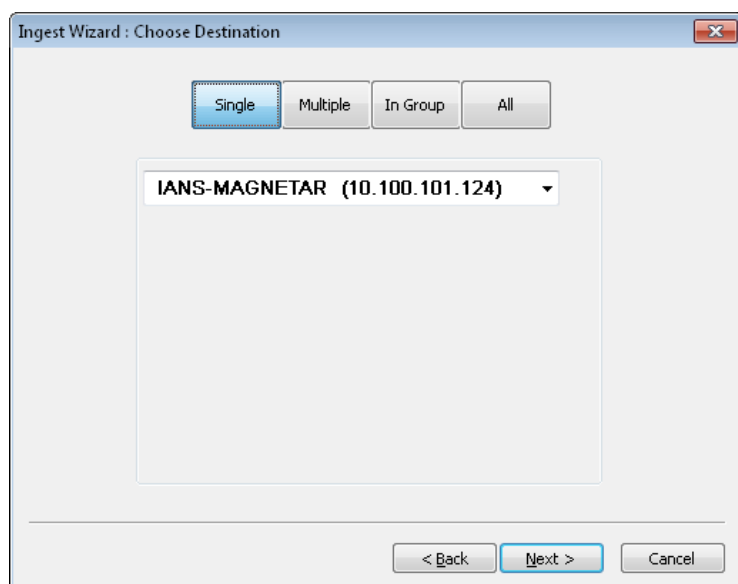 Ingest Wizard : Choose Destination
Single Multiple In Group All
IANS-MAGNETAR (10.100.101.124)
< Back Next > Cancel